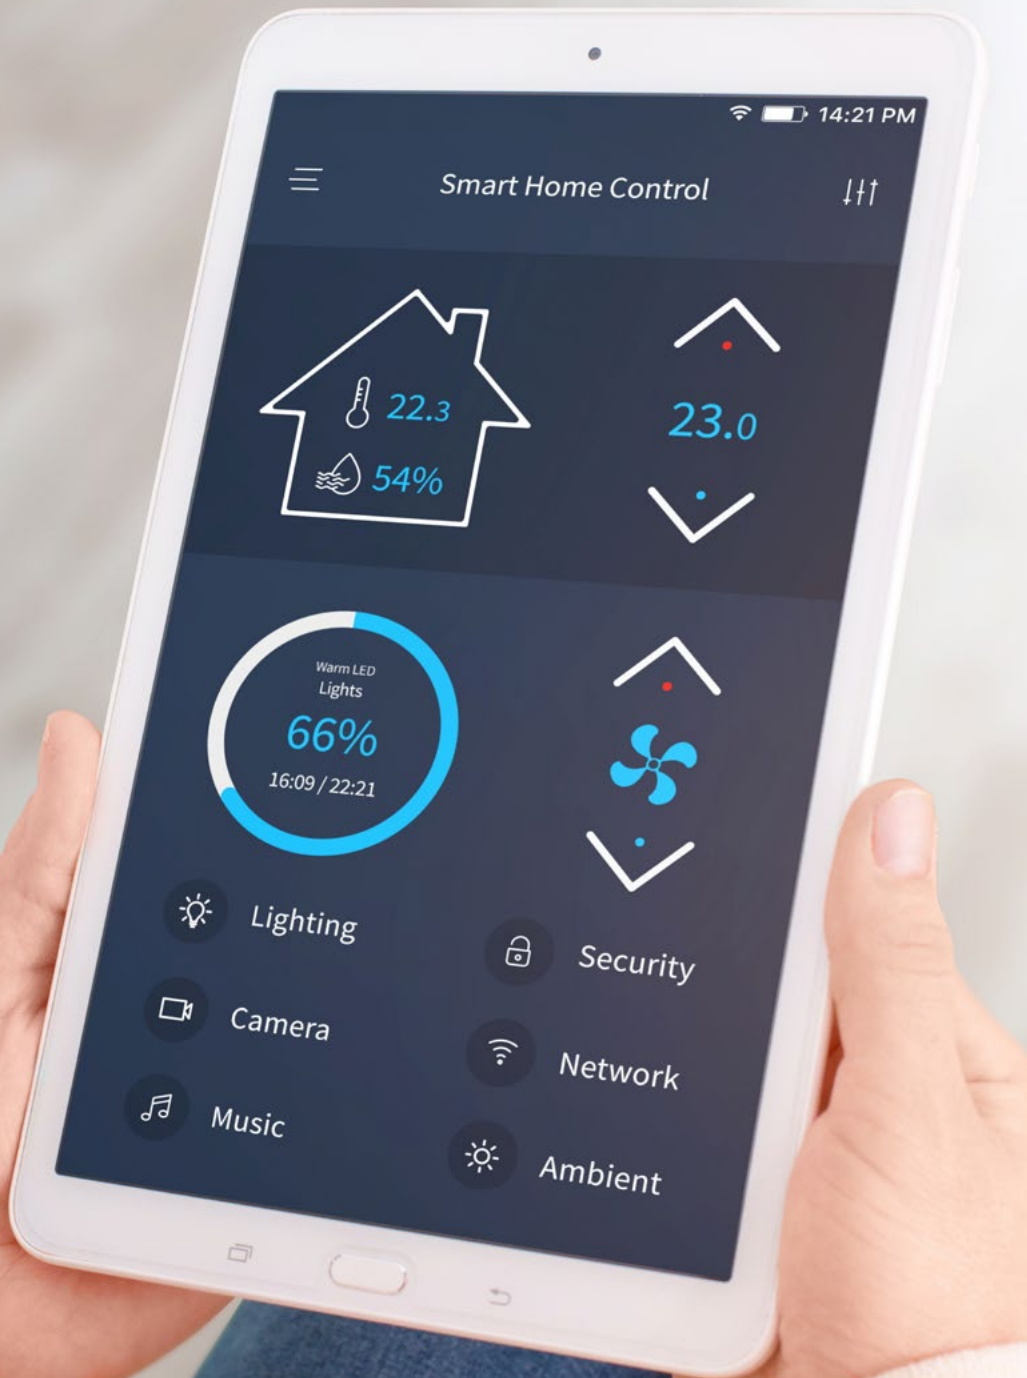 14:21 PM
Smart Home Control
22.3
23.0
54%
Warm LED
Lights
66%
16:09 / 22:21
Lighting
Security
Camera
Network
Music
Ambient